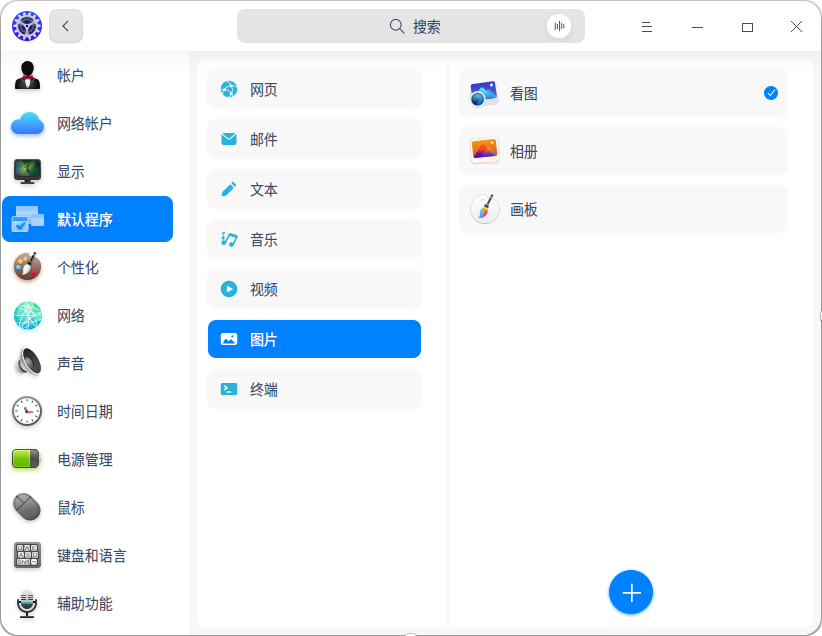 搜索
帐户
网络帐户
显示
默认程序
个性化
网络
声音
时间日期
电源管理
鼠标
键盘和语言
辅助功能
网页
邮件
文本
音乐
视频
图片
终端
看图
相册
画板